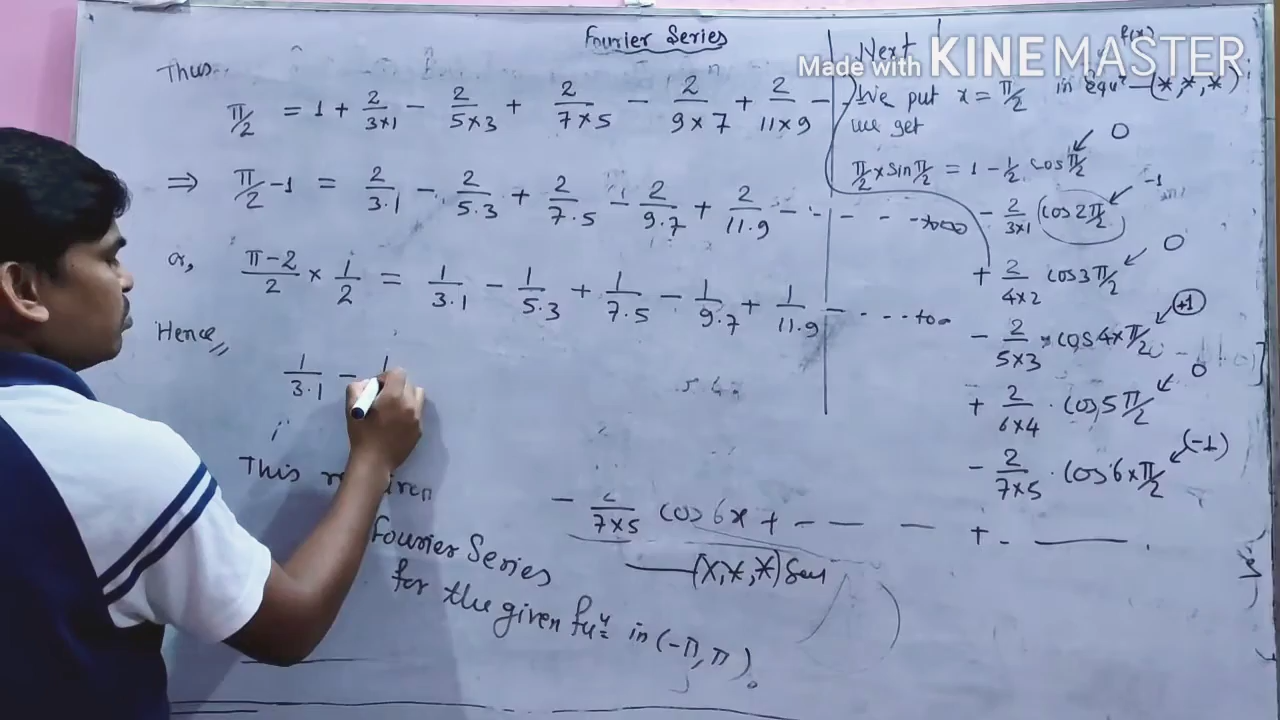 Fourier Series
Made with KINEMASTER
Thus
π/2 = 1 + 2/3×1 − 2/5×3 + 2/7×5 − 2/9×7 + 2/11×9 − −
⇒ π/2 − 1 = 2/3.1 − 2/5.3 + 2/7.5 − 2/9.7 + 2/11.9 − - - - - - to ∞
or, π−2/2 × 1/2 = 1/3.1 − 1/5.3 + 1/7.5 − 1/9.7 + 1/11.9 − - - - - to ∞
Hence,,
1/3.1 − 1
This
− 2/7×5 cos 6x + − — —
Fourier Series
(*,*,*)
for the given fuⁿ= in (-π, π).
Next f(x)
We put x = π/2 in equⁿ — (*,*,*)
we get
π/2 × sin π/2 = 1 − 1/2 cos π/2 0
− 2/3×1 (cos 2π/2) -1
+ 2/4×2 cos 3π/2 0
− 2/5×3 × cos 4×π/2 +1
+ 2/6×4 · cos 5π/2 0
− 2/7×5 · cos 6×π/2 (-1)
+ - ——— .